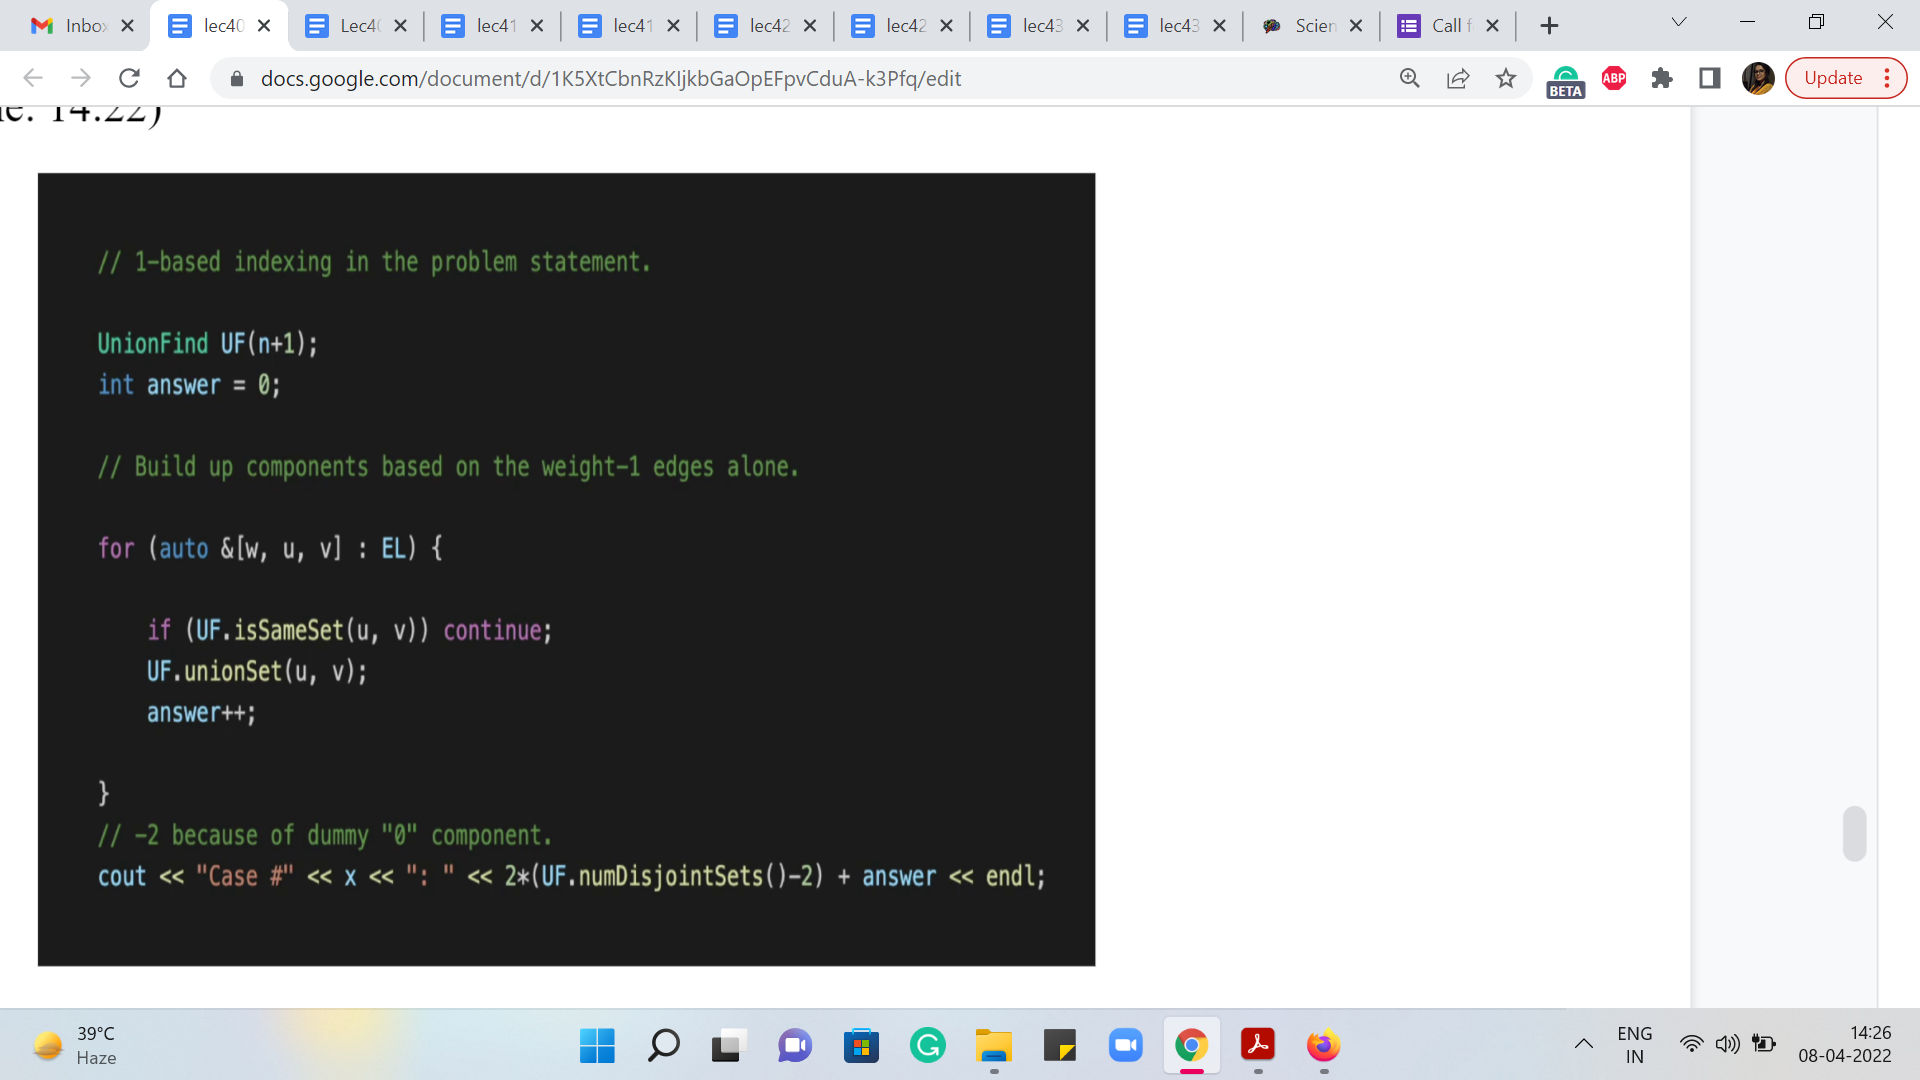 Inbox
lec40
Lec40
lec41
lec41
lec42
lec42
lec43
lec43
Scien
Call f
docs.google.com/document/d/1K5XtCbnRzKIjkbGaOpEFpvCduA-k3Pfq/edit
BETA
ABP
Update
14:22)
// 1-based indexing in the problem statement.
UnionFind UF(n+1);
int answer = 0;
// Build up components based on the weight-1 edges alone.
for (auto &[w, u, v] : EL) {
if (UF.isSameSet(u, v)) continue;
UF.unionSet(u, v);
answer++;
}
// -2 because of dummy "0" component.
cout << "Case #" << x << ": " << 2*(UF.numDisjointSets()-2) + answer << endl;
39°C
Haze
ENG
IN
14:26
08-04-2022